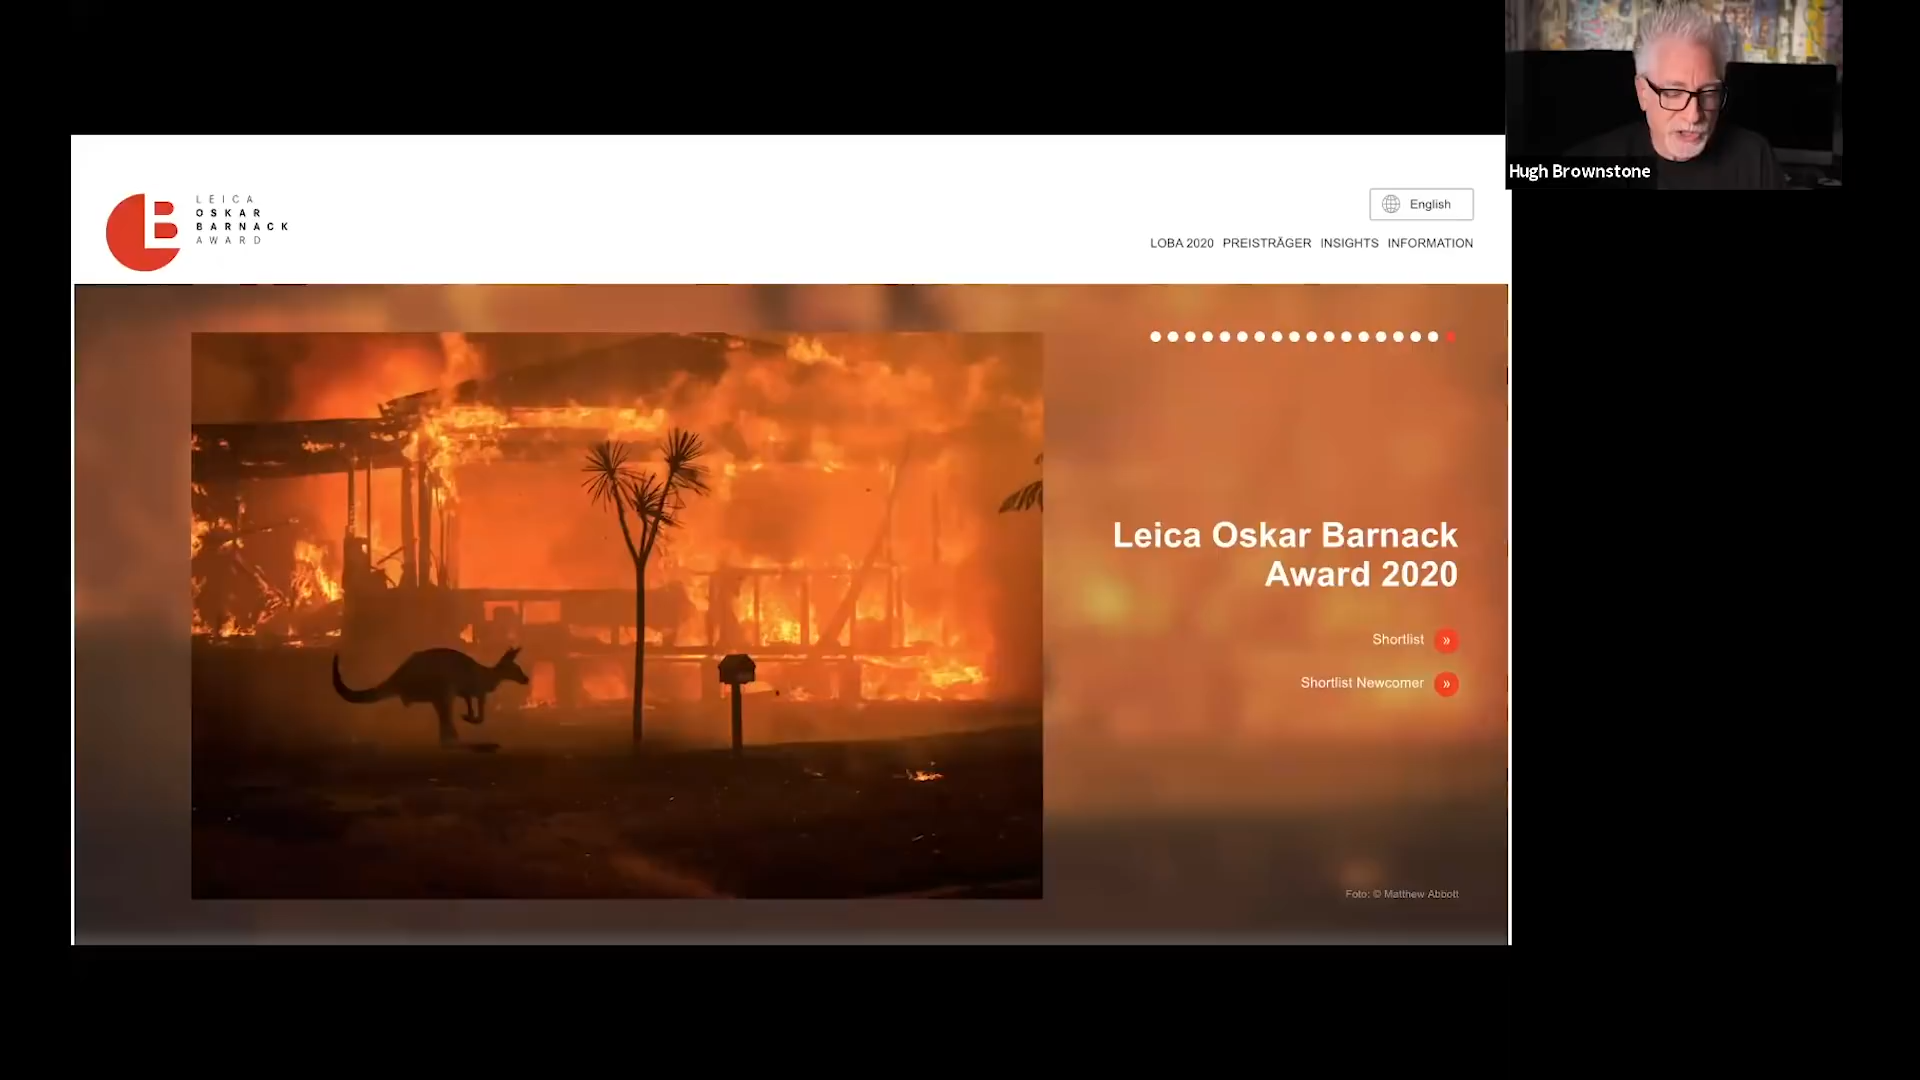 Hugh Brownstone
LEICA
OSKAR
BARNACK
AWARD
English
LOBA 2020 PREISTRÄGER INSIGHTS INFORMATION
Leica Oskar Barnack
Award 2020
Shortlist »
Shortlist Newcomer »
Foto: © Matthew Abbott